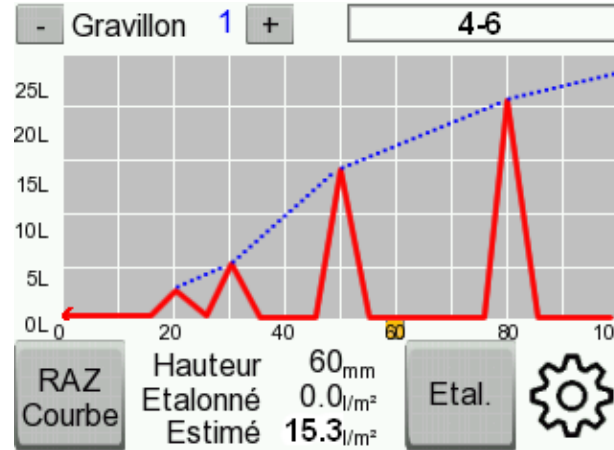 - Gravillon 1 + 4-6
25L
20L
15L
10L
5L
0L
0 20 40 60 80 10
RAZ Courbe
Hauteur 60mm
Etalonné 0.0l/m²
Estimé 15.3l/m²
Etal.